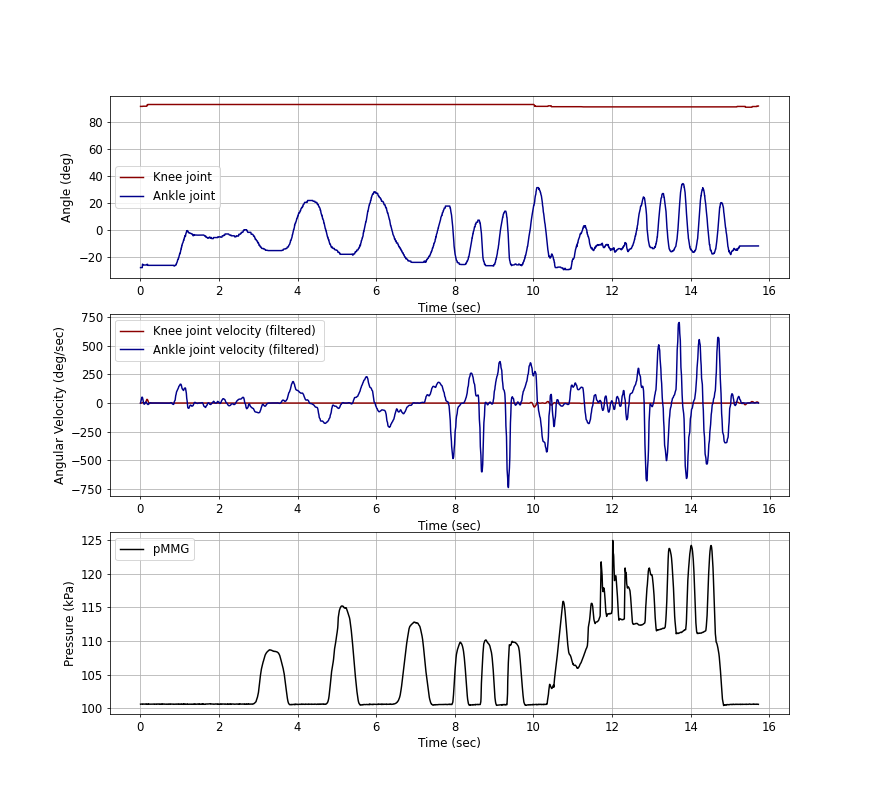 Angle (deg)
80
60
40
20
0
−20
Knee joint
Ankle joint
0 2 4 6 8 10 12 14 16
Time (sec)
Angular Velocity (deg/sec)
750
500
250
0
−250
−500
−750
Knee joint velocity (filtered)
Ankle joint velocity (filtered)
0 2 4 6 8 10 12 14 16
Time (sec)
Pressure (kPa)
125
120
115
110
105
100
pMMG
0 2 4 6 8 10 12 14 16
Time (sec)